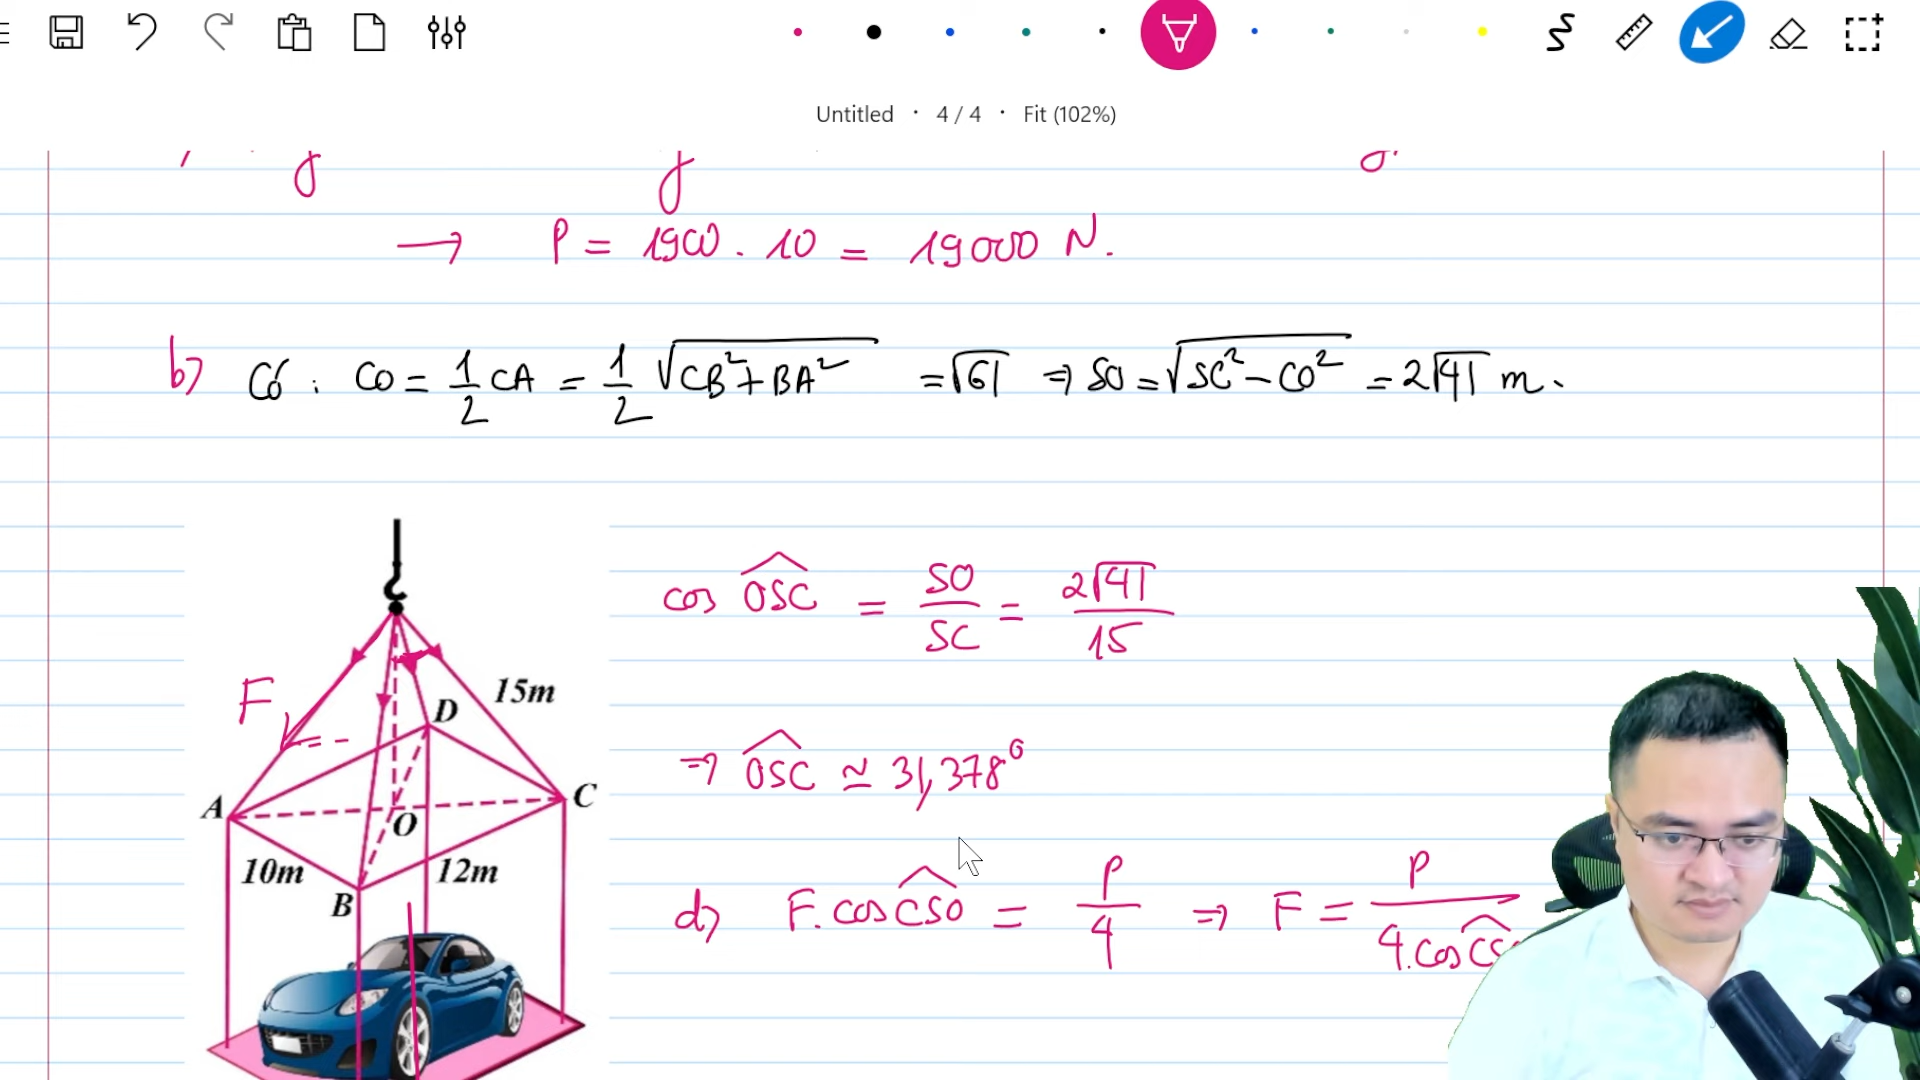 Untitled · 4 / 4 · Fit (102%)
→ P = 1900 . 10 = 19000 N.
b) Có : CO = 1/2 CA = 1/2 √(CB² + BA²) = √61 ⇒ SO = √(SC² - CO²) = 2√41 m.
cos OSC = SO/SC = 2√41/15
F
15m
D
⇒ OSC ≈ 31,378°
A
C
O
10m
12m
B
d) F. cos CSO = P/4 ⇒ F = P/4.cos